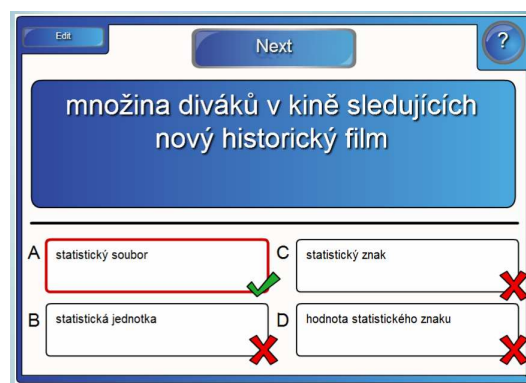 Edit
Next
?
množina diváků v kině sledujících
nový historický film
A
statistický soubor
C
statistický znak
B
statistická jednotka
D
hodnota statistického znaku